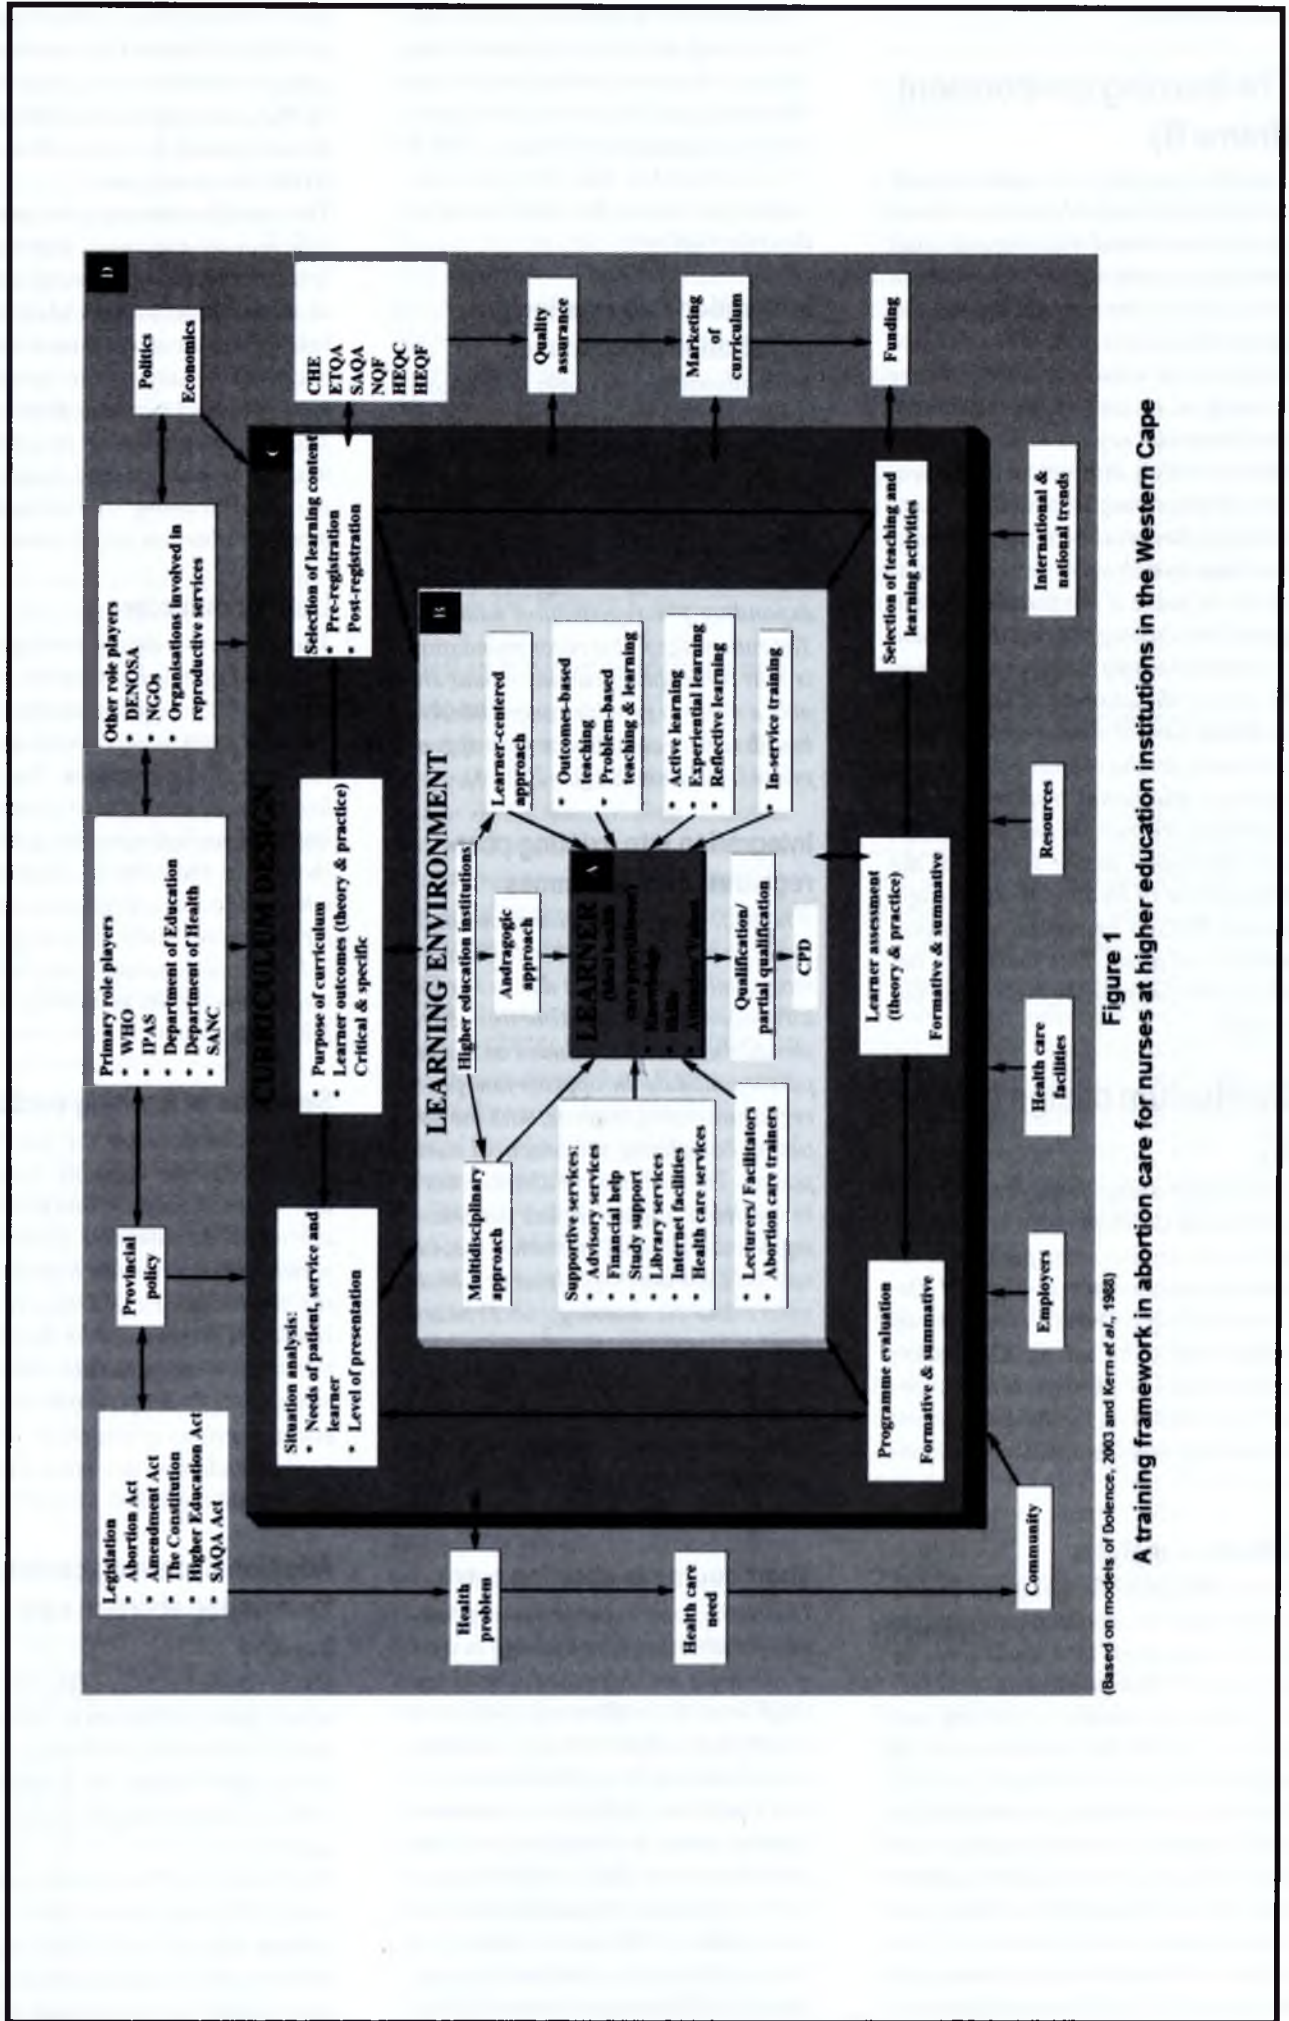 D
Legislation
• Abortion Act
• Amendment Act
• The Constitution
• Higher Education Act
• SAQA Act
Provincial
policy
Primary role players
• WHO
• IPAS
• Department of Education
• Department of Health
• SANC
Other role players
• DENOSA
• NGOs
• Organisations involved in
reproductive services
Politics
Economics
CHE
ETQA
SAQA
NQF
HEQC
HEQF
Quality
assurance
Marketing
of
curriculum
Funding
Health
problem
Health care
need
Community
Employers
Health care
facilities
Resources
International &
national trends
C
CURRICULUM DESIGN
Situation analysis:
• Needs of patient, service and
learner
• Level of presentation
• Purpose of curriculum
• Learner outcomes (theory & practice)
Critical & specific
Selection of learning content
• Pre-registration
• Post-registration
Programme evaluation
Formative & summative
Learner assessment
(theory & practice)
Formative & summative
Selection of teaching and
learning activities
B
LEARNING ENVIRONMENT
Higher education institutions
Multidisciplinary
approach
Andragogic
approach
Learner-centered
approach
Supportive services:
• Advisory services
• Financial help
• Study support
• Library services
• Internet facilities
• Health care services
• Lecturers/ Facilitators
• Abortion care trainers
• Outcomes-based
teaching
• Problem-based
teaching & learning
• Active learning
• Experiential learning
• Reflective learning
• In-service training
A
LEARNER
Knowledge
Skills
Qualification/
partial qualification
CPD
(Based on models of Dolence, 2003 and Kern et al., 1988)
Figure 1
A training framework in abortion care for nurses at higher education institutions in the Western Cape